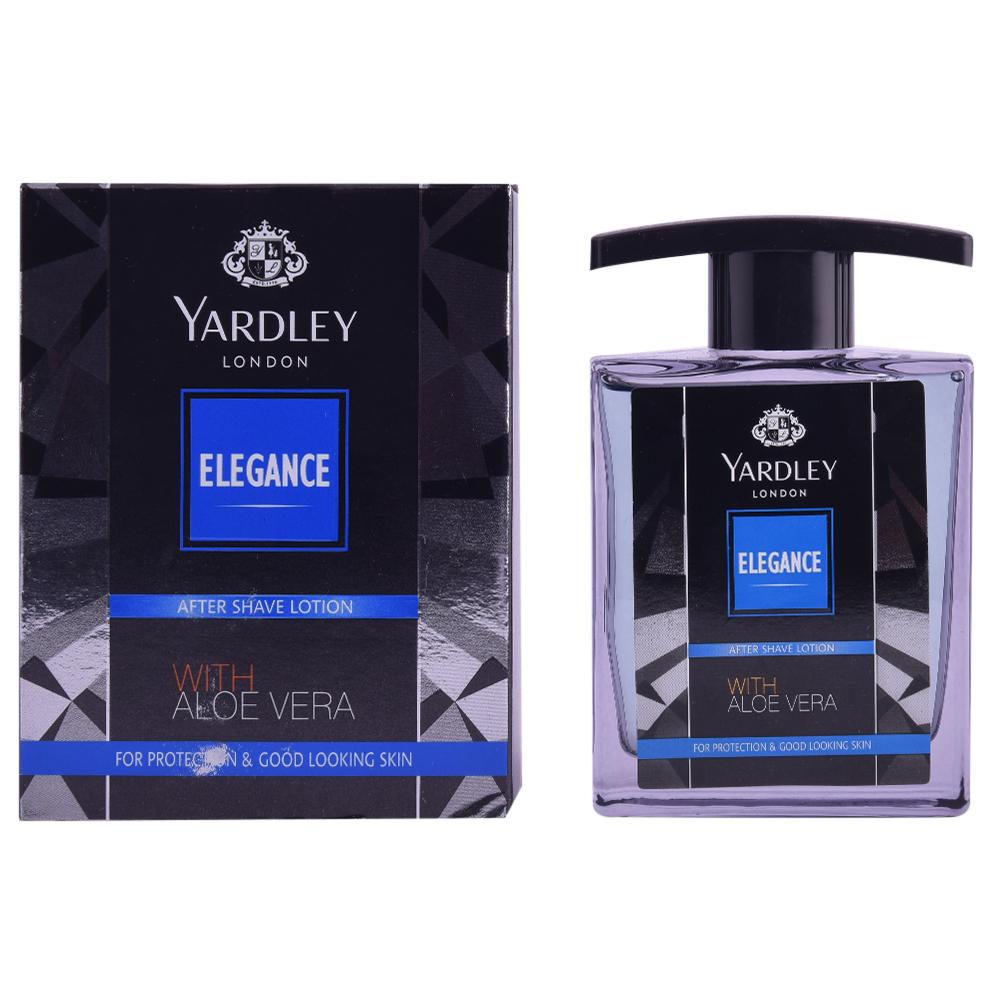 YARDLEY
LONDON
ELEGANCE
AFTER SHAVE LOTION
WITH
ALOE VERA
FOR PROTECTION & GOOD LOOKING SKIN
YARDLEY
LONDON
ELEGANCE
AFTER SHAVE LOTION
WITH
ALOE VERA
FOR PROTECTION & GOOD LOOKING SKIN